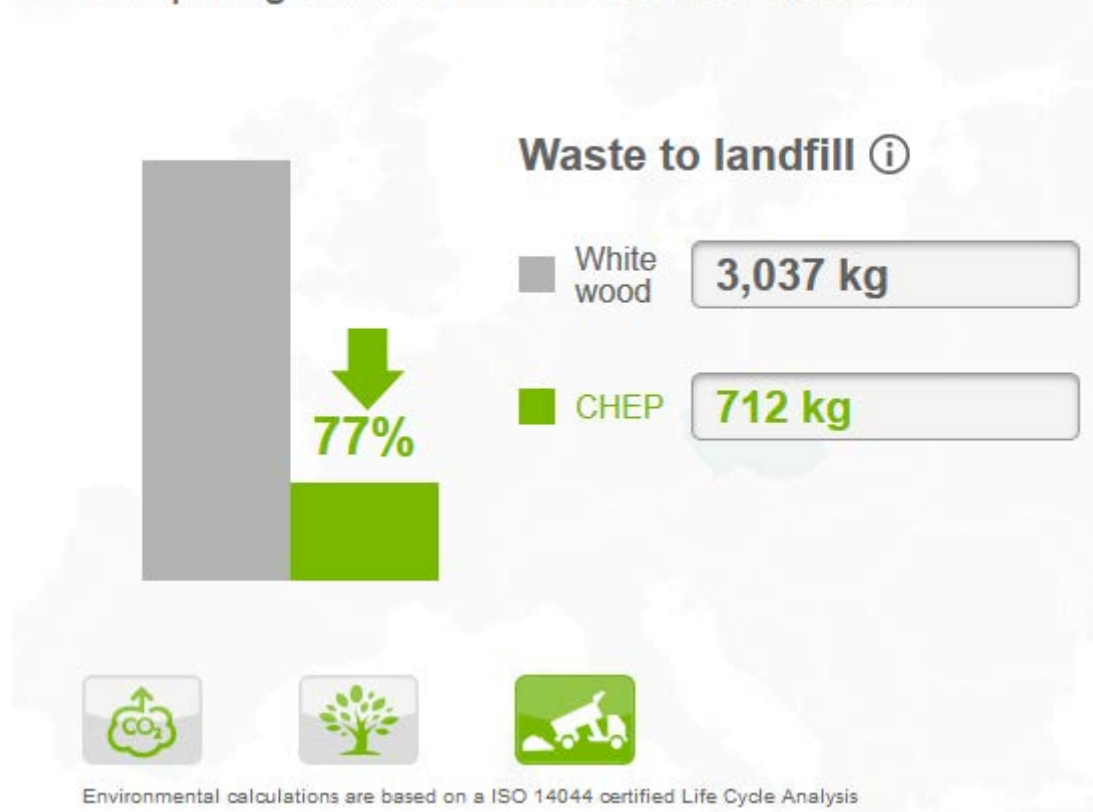 Waste to landfill
White
wood
3,037 kg
CHEP
712 kg
77%
CO2
Environmental calculations are based on a ISO 14044 certified Life Cycle Analysis